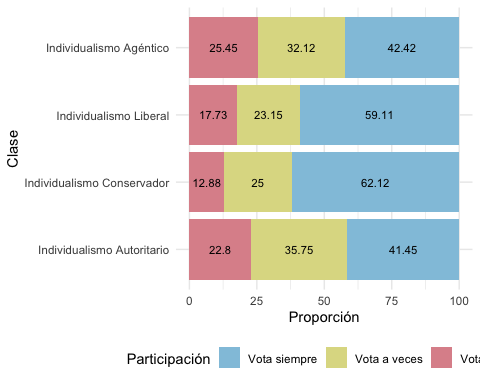 Individualismo Agéntico 25.45 32.12 42.42
Individualismo Liberal 17.73 23.15 59.11
Clase
Individualismo Conservador 12.88 25 62.12
Individualismo Autoritario 22.8 35.75 41.45
0 25 50 75 100
Proporción
Participación Vota siempre Vota a veces